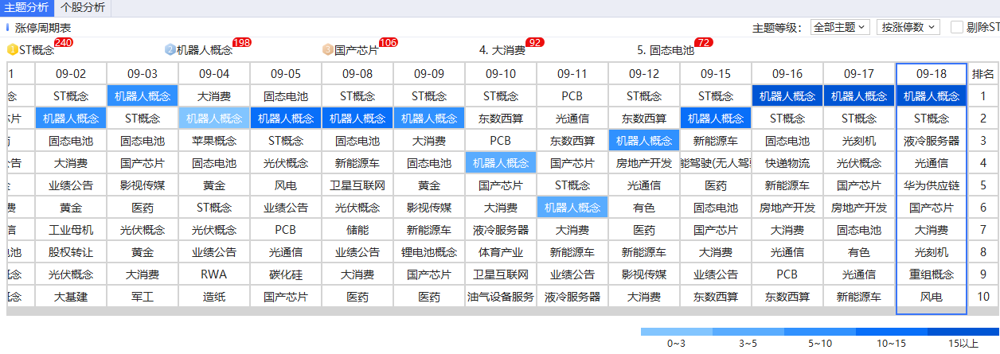 主题分析 个股分析
涨停周期表 主题等级： 全部主题 按涨停数 剔除ST
1 ST概念 240 2 机器人概念 198 3 国产芯片 106 4. 大消费 92 5. 固态电池 72
1 09-02 09-03 09-04 09-05 09-08 09-09 09-10 09-11 09-12 09-15 09-16 09-17 09-18 排名
念 ST概念 机器人概念 大消费 固态电池 ST概念 ST概念 ST概念 PCB ST概念 ST概念 机器人概念 机器人概念 机器人概念 1
片 机器人概念 ST概念 机器人概念 机器人概念 机器人概念 机器人概念 东数西算 光通信 东数西算 机器人概念 ST概念 ST概念 ST概念 2
固态电池 固态电池 苹果概念 ST概念 固态电池 大消费 PCB 东数西算 机器人概念 新能源车 固态电池 光刻机 液冷服务器 3
告 大消费 国产芯片 固态电池 光伏概念 新能源车 固态电池 机器人概念 国产芯片 房地产开发 能驾驶(无人驾 快递物流 光伏概念 光通信 4
业绩公告 影视传媒 黄金 风电 卫星互联网 黄金 国产芯片 ST概念 光通信 医药 新能源车 国产芯片 华为供应链 5
费 黄金 医药 ST概念 业绩公告 光伏概念 影视传媒 大消费 机器人概念 有色 固态电池 房地产开发 房地产开发 国产芯片 6
信 工业母机 光伏概念 光伏概念 PCB 储能 新能源车 液冷服务器 大消费 医药 国产芯片 大消费 固态电池 大消费 7
池 股权转让 黄金 业绩公告 光通信 业绩公告 锂电池概念 体育产业 新能源车 新能源车 大消费 光通信 有色 光刻机 8
念 光伏概念 大消费 RWA 碳化硅 大消费 国产芯片 卫星互联网 业绩公告 影视传媒 业绩公告 PCB 光通信 重组概念 9
念 大基建 军工 造纸 国产芯片 医药 医药 油气设备服务 液冷服务器 大消费 东数西算 东数西算 新能源车 风电 10
0~3 3~5 5~10 10~15 15以上